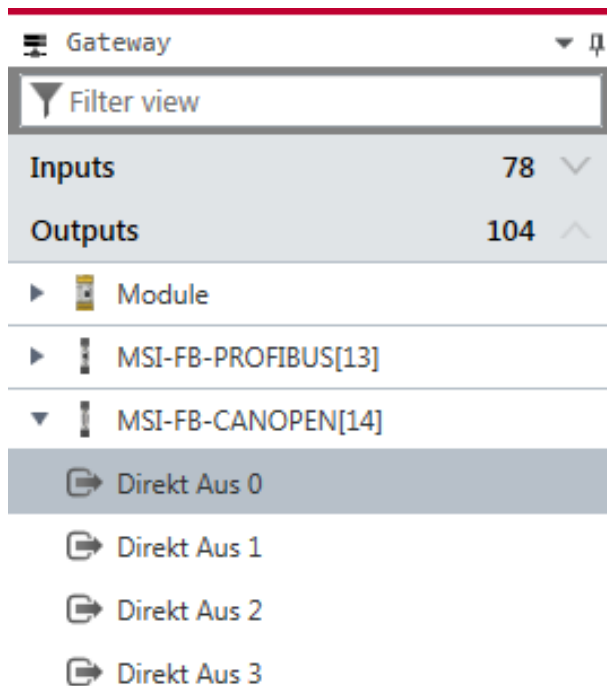 Gateway
Filter view
Inputs 78
Outputs 104
Module
MSI-FB-PROFIBUS[13]
MSI-FB-CANOPEN[14]
Direkt Aus 0
Direkt Aus 1
Direkt Aus 2
Direkt Aus 3